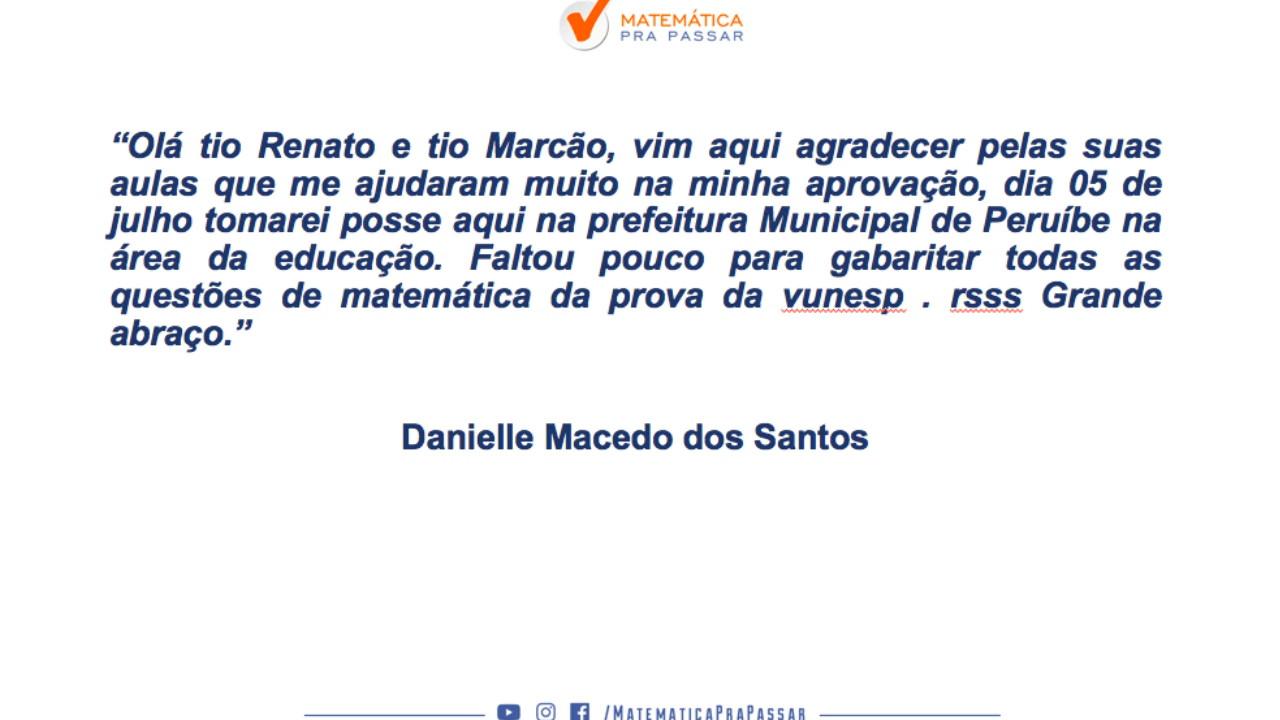 MATEMÁTICA
PRA PASSAR
“Olá tio Renato e tio Marcão, vim aqui agradecer pelas suas
aulas que me ajudaram muito na minha aprovação, dia 05 de
julho tomarei posse aqui na prefeitura Municipal de Peruíbe na
área da educação. Faltou pouco para gabaritar todas as
questões de matemática da prova da vunesp . rsss Grande
abraço.”
Danielle Macedo dos Santos
/MATEMATICAPRAPASSAR